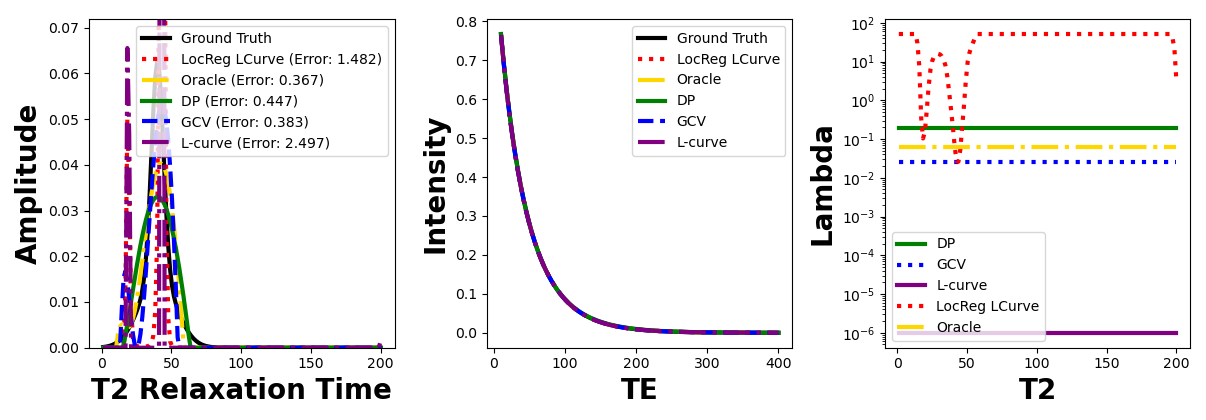 Amplitude
0.07
0.06
0.05
0.04
0.03
0.02
0.01
0.00
0 50 100 150 200
T2 Relaxation Time
Ground Truth
LocReg LCurve (Error: 1.482)
Oracle (Error: 0.367)
DP (Error: 0.447)
GCV (Error: 0.383)
L-curve (Error: 2.497)
Intensity
0.8
0.7
0.6
0.5
0.4
0.3
0.2
0.1
0.0
0 100 200 300 400
TE
Ground Truth
LocReg LCurve
Oracle
DP
GCV
L-curve
Lambda
10²
10¹
10⁰
10⁻¹
10⁻²
10⁻³
10⁻⁴
10⁻⁵
10⁻⁶
0 50 100 150 200
T2
DP
GCV
L-curve
LocReg LCurve
Oracle